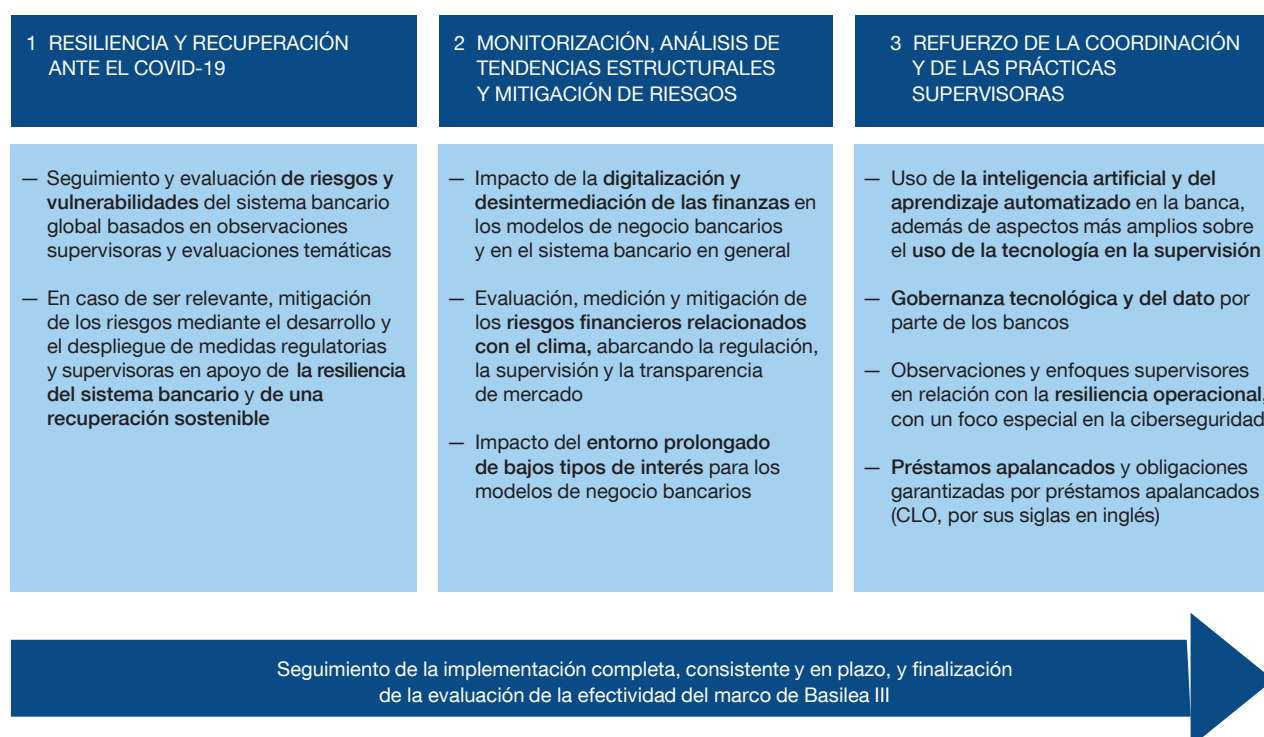 1 RESILIENCIA Y RECUPERACIÓN
ANTE EL COVID-19
— Seguimiento y evaluación de riesgos y
vulnerabilidades del sistema bancario
global basados en observaciones
supervisoras y evaluaciones temáticas
— En caso de ser relevante, mitigación
de los riesgos mediante el desarrollo y
el despliegue de medidas regulatorias
y supervisoras en apoyo de la resiliencia
del sistema bancario y de una
recuperación sostenible
2 MONITORIZACIÓN, ANÁLISIS DE
TENDENCIAS ESTRUCTURALES
Y MITIGACIÓN DE RIESGOS
— Impacto de la digitalización y
desintermediación de las finanzas en
los modelos de negocio bancarios
y en el sistema bancario en general
— Evaluación, medición y mitigación de
los riesgos financieros relacionados
con el clima, abarcando la regulación,
la supervisión y la transparencia
de mercado
— Impacto del entorno prolongado
de bajos tipos de interés para los
modelos de negocio bancarios
3 REFUERZO DE LA COORDINACIÓN
Y DE LAS PRÁCTICAS
SUPERVISORAS
— Uso de la inteligencia artificial y del
aprendizaje automatizado en la banca,
además de aspectos más amplios sobre
el uso de la tecnología en la supervisión
— Gobernanza tecnológica y del dato por
parte de los bancos
— Observaciones y enfoques supervisores
en relación con la resiliencia operacional,
con un foco especial en la ciberseguridad
— Préstamos apalancados y obligaciones
garantizadas por préstamos apalancados
(CLO, por sus siglas en inglés)
Seguimiento de la implementación completa, consistente y en plazo, y finalización
de la evaluación de la efectividad del marco de Basilea III